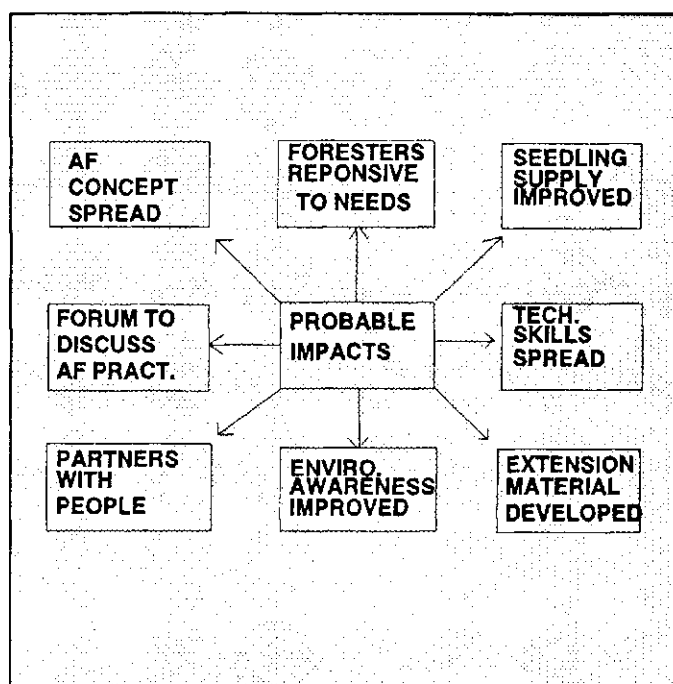 AF
CONCEPT
SPREAD
FORESTERS
REPONSIVE
TO NEEDS
SEEDLING
SUPPLY
IMPROVED
FORUM TO
DISCUSS
AF PRACT.
PROBABLE
IMPACTS
TECH.
SKILLS
SPREAD
PARTNERS
WITH
PEOPLE
ENVIRO.
AWARENESS
IMPROVED
EXTENSION
MATERIAL
DEVELOPED